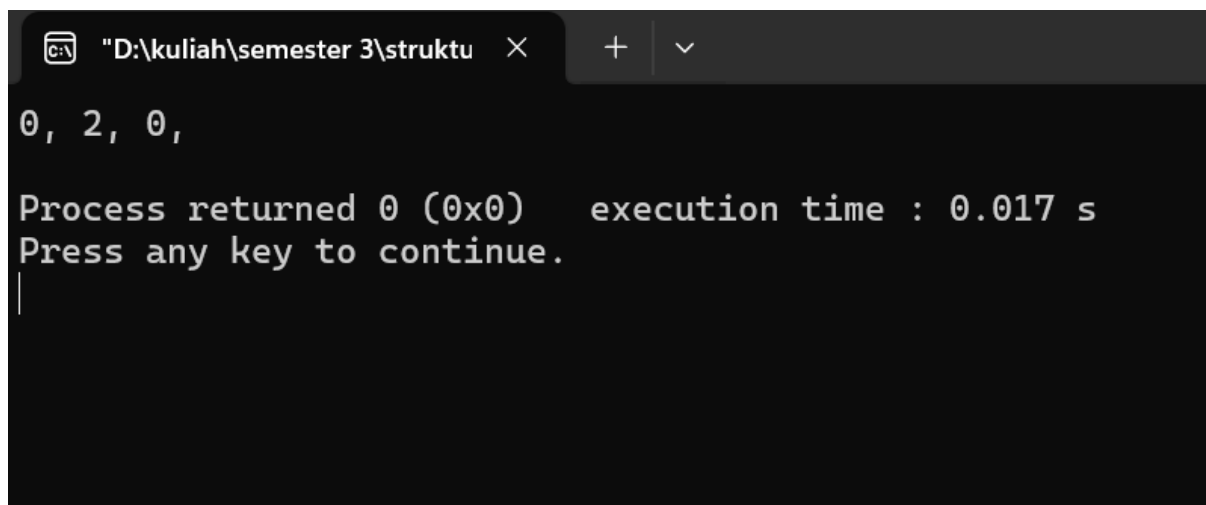 "D:\kuliah\semester 3\struktu
0, 2, 0,
Process returned 0 (0x0)   execution time : 0.017 s
Press any key to continue.